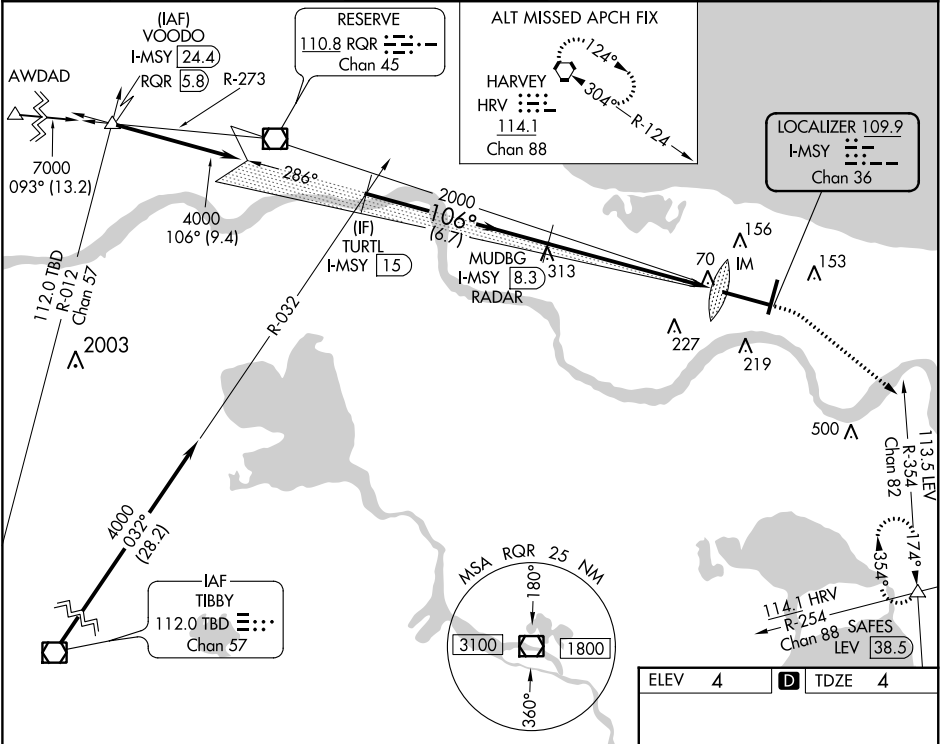 AWDAD
7000
093° (13.2)
(IAF)
VOODO
I-MSY 24.4
RQR 5.8
R-273
RESERVE
110.8 RQR
Chan 45
ALT MISSED APCH FIX
HARVEY
HRV
114.1
Chan 88
124°
304°
R-124
LOCALIZER 109.9
I-MSY
Chan 36
4000
106° (9.4)
286°
2000
106°
(6.7)
(IF)
TURTL
I-MSY 15
MUDBG
I-MSY 8.3
RADAR
313
70
IM
156
153
227
219
500
112.0 TBD
R-012
Chan 57
2003
R-032
4000
032°
(28.2)
IAF
TIBBY
112.0 TBD
Chan 57
MSA RQR 25 NM
180°
3100
1800
360°
113.5 LEV
R-354
Chan 82
174°
354°
114.1 HRV
R-254
Chan 88
SAFES
LEV 38.5
ELEV 4
D
TDZE 4